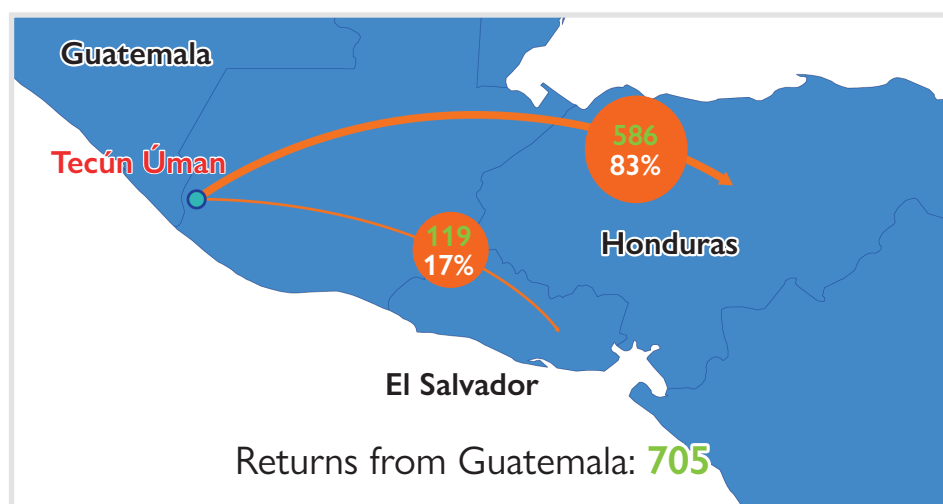 Guatemala
Tecún Úman
586
83%
119
17%
Honduras
El Salvador
Returns from Guatemala: 705